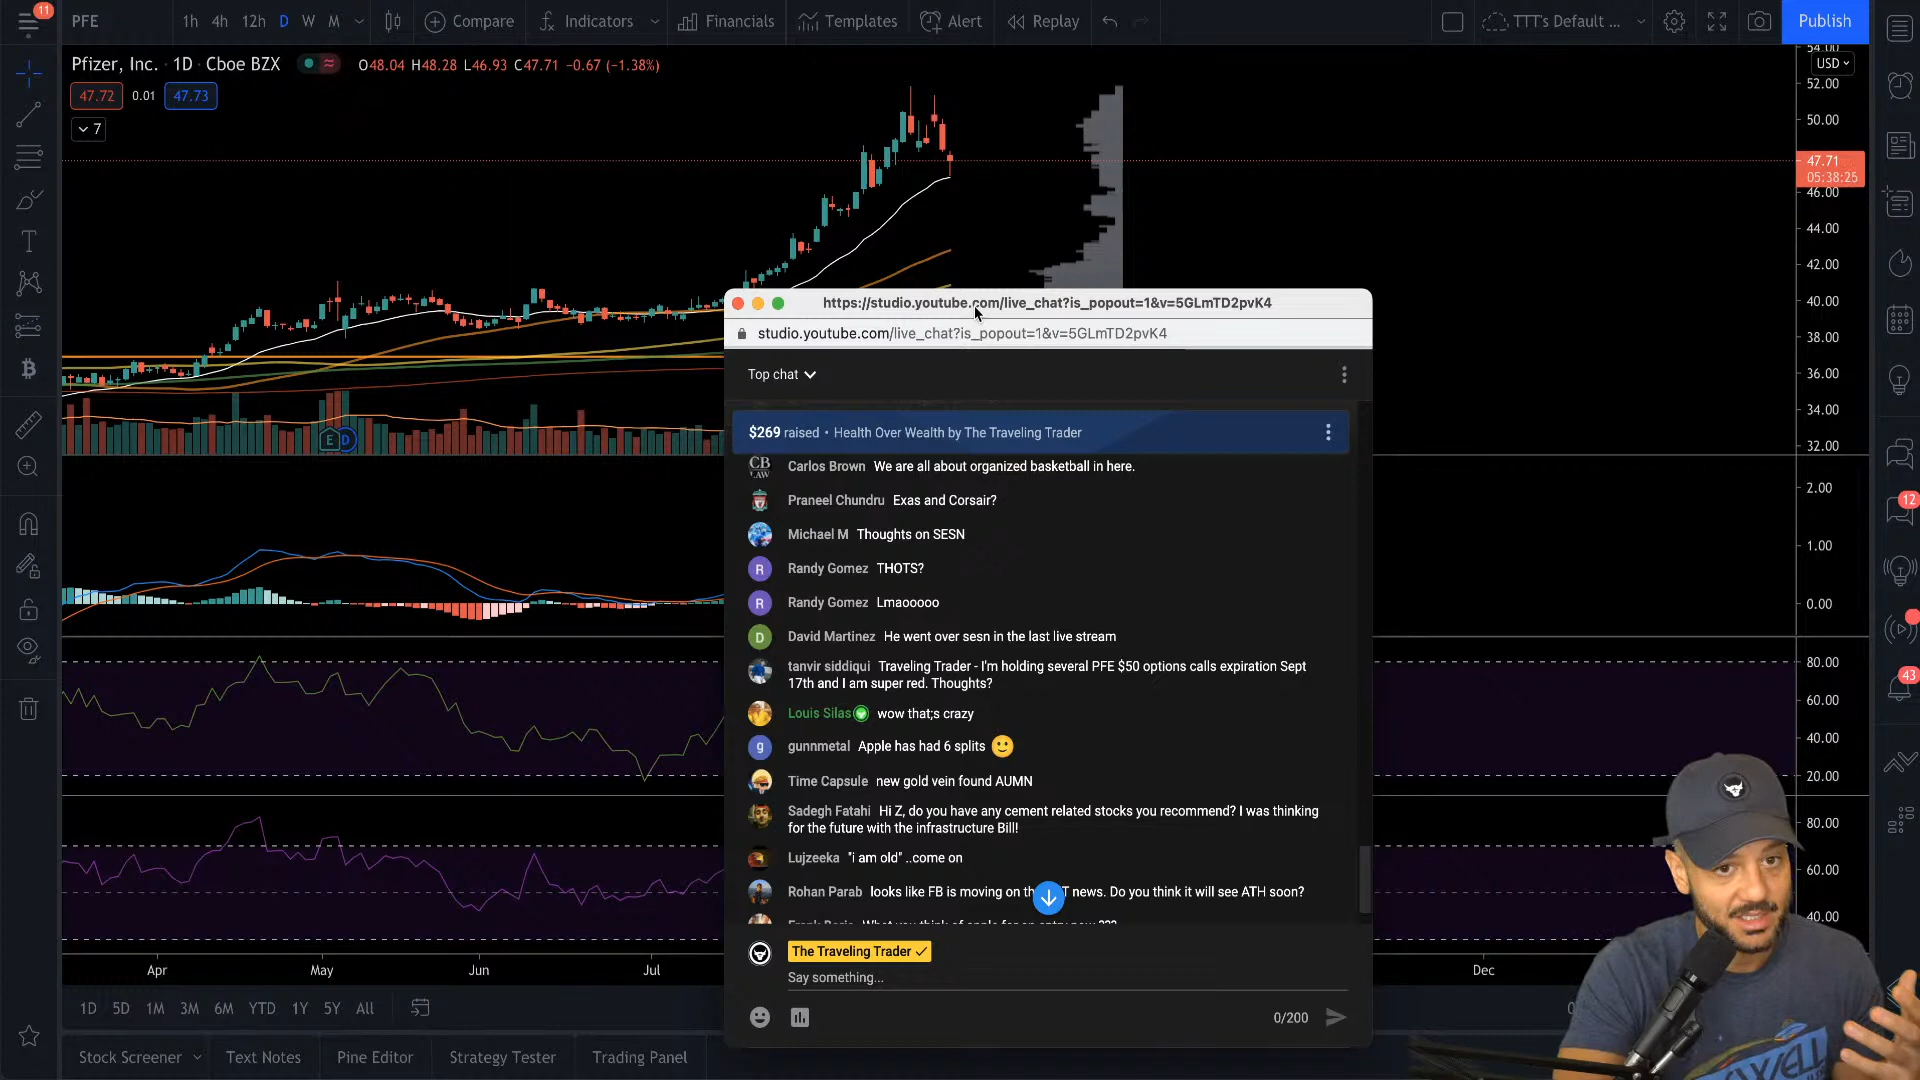 11
PFE
1h 4h 12h D W M
Compare
Indicators
Financials
Templates
Alert
Replay
TTT's Default ...
Publish
Pfizer, Inc. · 1D · Cboe BZX
O48.04 H48.28 L46.93 C47.71 −0.67 (−1.38%)
47.72 0.01 47.73
7
54.00
USD
52.00
50.00
47.71
05:38:25
46.00
44.00
42.00
40.00
38.00
36.00
34.00
32.00
2.00
1.00
0.00
80.00
60.00
40.00
20.00
80.00
60.00
40.00
12
43
E D
https://studio.youtube.com/live_chat?is_popout=1&v=5GLmTD2pvK4
studio.youtube.com/live_chat?is_popout=1&v=5GLmTD2pvK4
Top chat
$269 raised • Health Over Wealth by The Traveling Trader
CB LAW
Carlos Brown We are all about organized basketball in here.
Praneel Chundru Exas and Corsair?
Michael M Thoughts on SESN
R Randy Gomez THOTS?
R Randy Gomez Lmaooooo
D David Martinez He went over sesn in the last live stream
tanvir siddiqui Traveling Trader - I'm holding several PFE $50 options calls expiration Sept
17th and I am super red. Thoughts?
Louis Silas wow that;s crazy
g gunnmetal Apple has had 6 splits
Time Capsule new gold vein found AUMN
Sadegh Fatahi Hi Z, do you have any cement related stocks you recommend? I was thinking
for the future with the infrastructure Bill!
Lujzeeka "i am old" ..come on
Rohan Parab looks like FB is moving on news. Do you think it will see ATH soon?
The Traveling Trader
Say something...
0/200
Apr May Jun Jul Dec
1D 5D 1M 3M 6M YTD 1Y 5Y All
Stock Screener
Text Notes
Pine Editor
Strategy Tester
Trading Panel